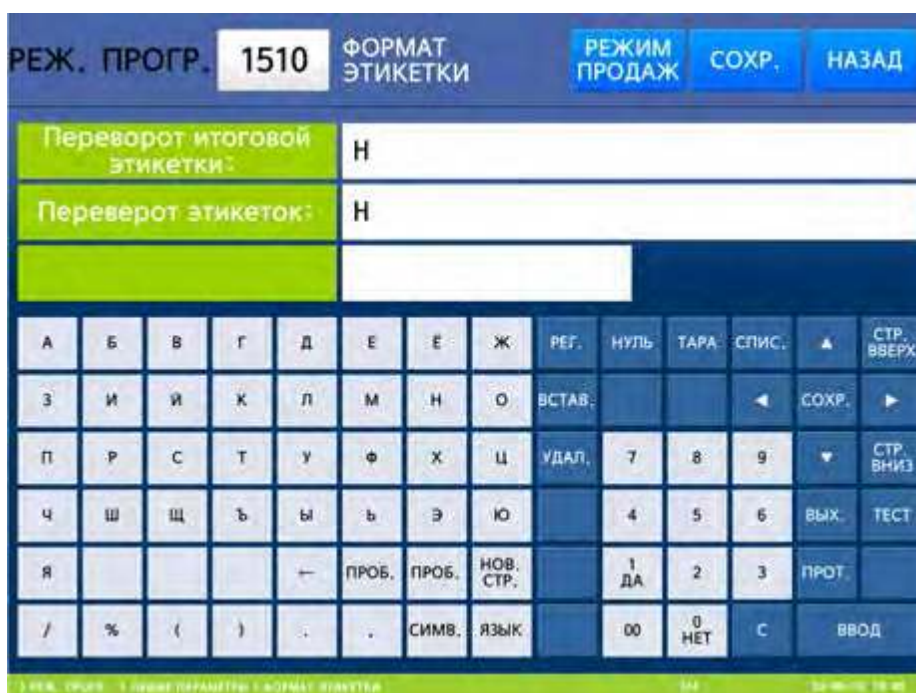 РЕЖ. ПРОГР. 1510 ФОРМАТ ЭТИКЕТКИ РЕЖИМ ПРОДАЖ СОХР. НАЗАД
Переворот итоговой этикетки: Н
Переверот этикеток: Н
А Б В Г Д Е Ё Ж РЕГ. НУЛЬ ТАРА СПИС. ▲ СТР. ВВЕРХ
З И Й К Л М Н О ВСТАВ. ◄ СОХР. ►
П Р С Т У Ф Х Ц УДАЛ. 7 8 9 ▼ СТР. ВНИЗ
Ч Ш Щ Ъ Ы Ь Э Ю 4 5 6 ВЫХ. ТЕСТ
Я ← ПРОБ. ПРОБ. НОВ. СТР. 1 ДА 2 3 ПРОТ.
/ % ( ) . , СИМВ. ЯЗЫК 00 0 НЕТ С ВВОД